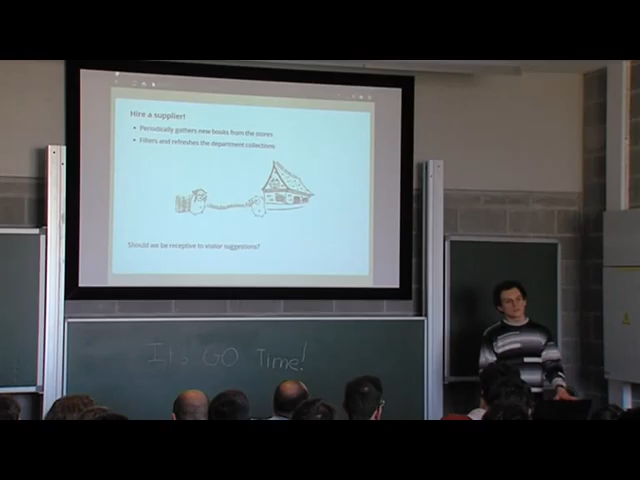 Hire a supplier!
• Periodically gathers new books from the stores
• Filters and refreshes the department collections
Should we be receptive to visitor suggestions?
It's GO Time!